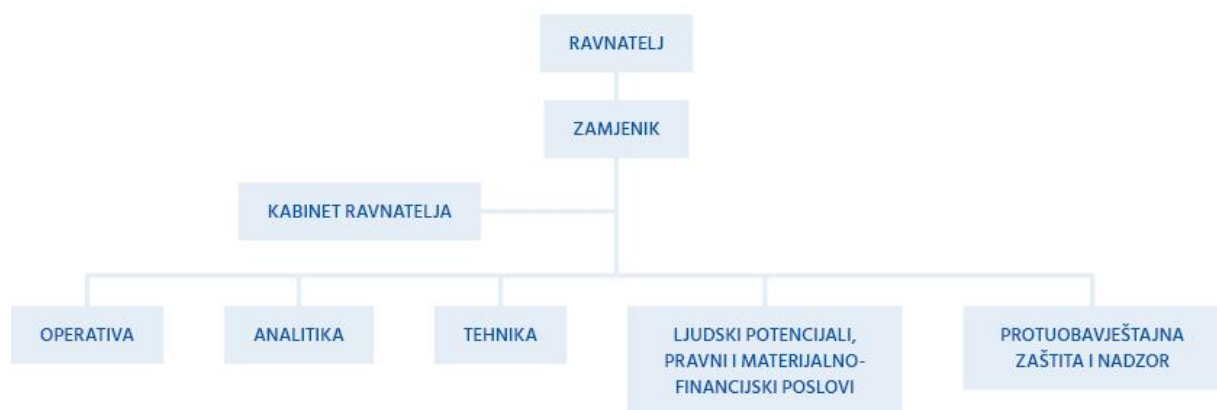 RAVNATELJ
ZAMJENIK
KABINET RAVNATELJA
OPERATIVA
ANALITIKA
TEHNIKA
LJUDSKI POTENCIJALI,
PRAVNI I MATERIJALNO-
FINANCIJSKI POSLOVI
PROTUOBAVJEŠTAJNA
ZAŠTITA I NADZOR